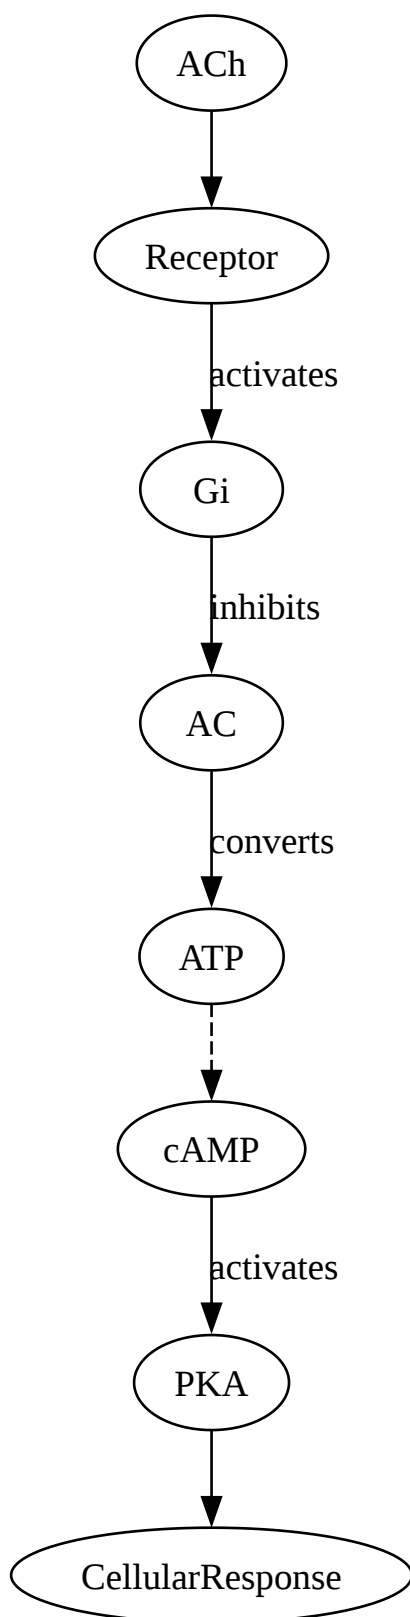 ACh
Receptor
activates
Gi
inhibits
AC
converts
ATP
cAMP
activates
PKA
CellularResponse